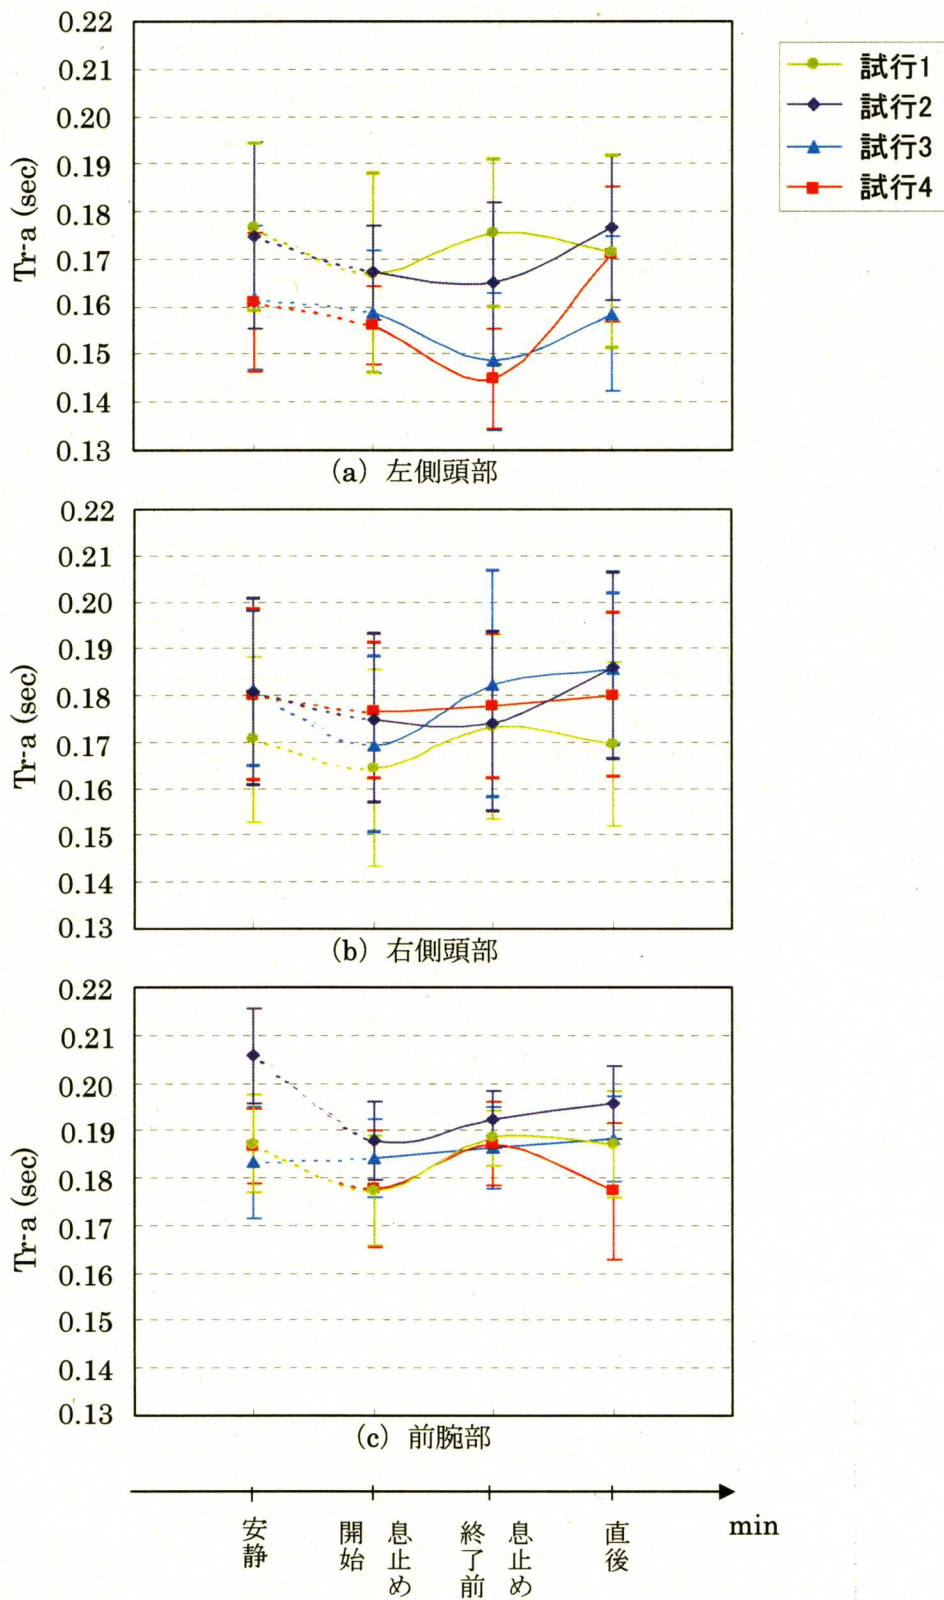 0.22
0.21
0.20
0.19
0.18
0.17
0.16
0.15
0.14
0.13
Tr-a (sec)
試行1
試行2
試行3
試行4
(a) 左側頭部
0.22
0.21
0.20
0.19
0.18
0.17
0.16
0.15
0.14
0.13
Tr-a (sec)
(b) 右側頭部
0.22
0.21
0.20
0.19
0.18
0.17
0.16
0.15
0.14
0.13
Tr-a (sec)
(c) 前腕部
安静
息止め
開始
息止め
終了前
直後
min